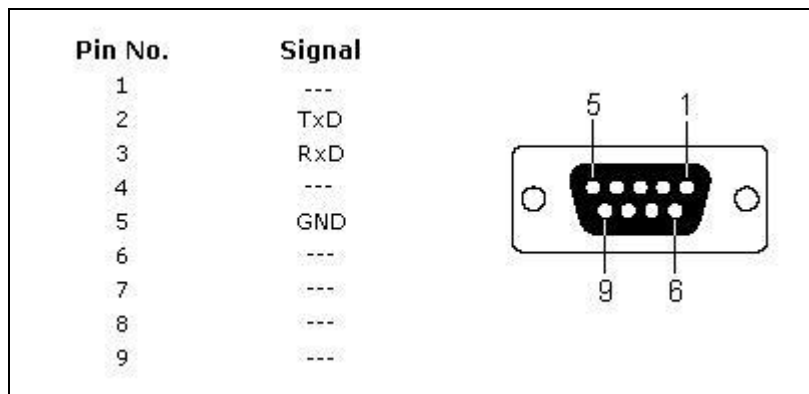 Pin No. Signal
1 ---
2 TxD
3 RxD
4 ---
5 GND
6 ---
7 ---
8 ---
9 ---
5 1
9 6